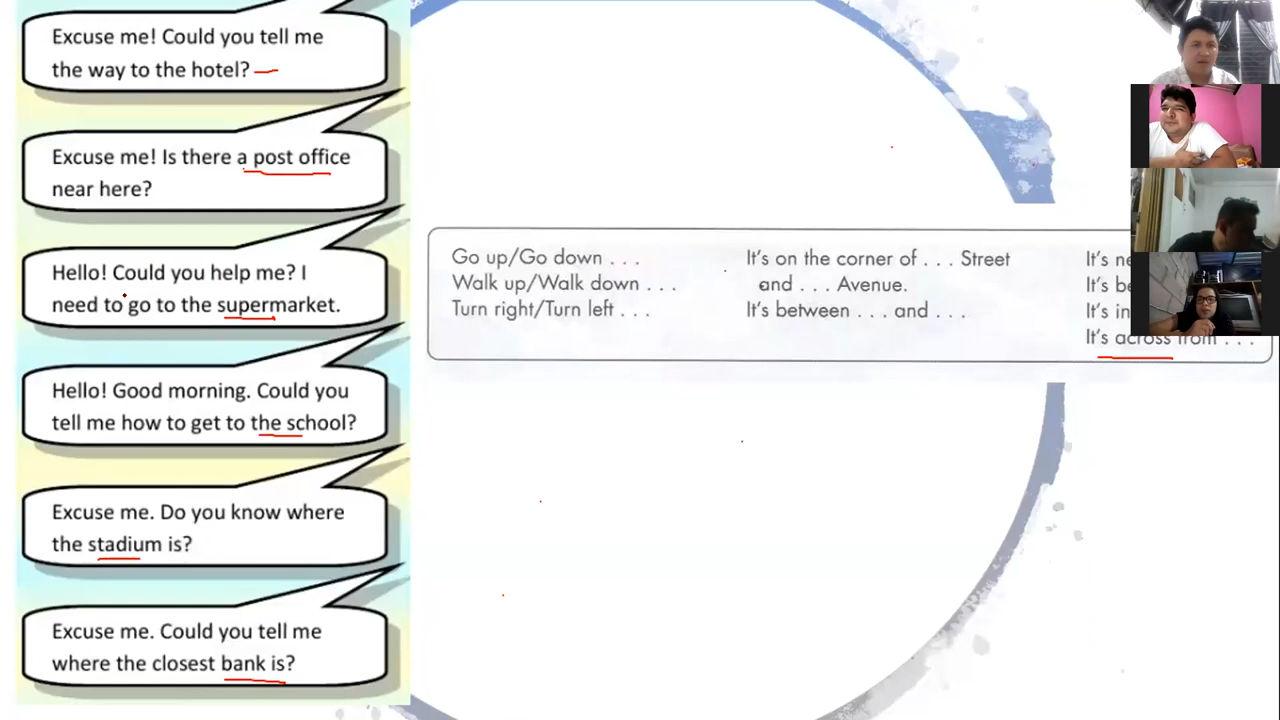 Excuse me! Could you tell me
the way to the hotel?
Excuse me! Is there a post office
near here?
Hello! Could you help me? I
need to go to the supermarket.
Hello! Good morning. Could you
tell me how to get to the school?
Excuse me. Do you know where
the stadium is?
Excuse me. Could you tell me
where the closest bank is?
Go up/Go down . . .
Walk up/Walk down . . .
Turn right/Turn left . . .
It's on the corner of . . . Street
and . . . Avenue.
It's between . . . and . . .
It's
It's
It's
It's across from . . .